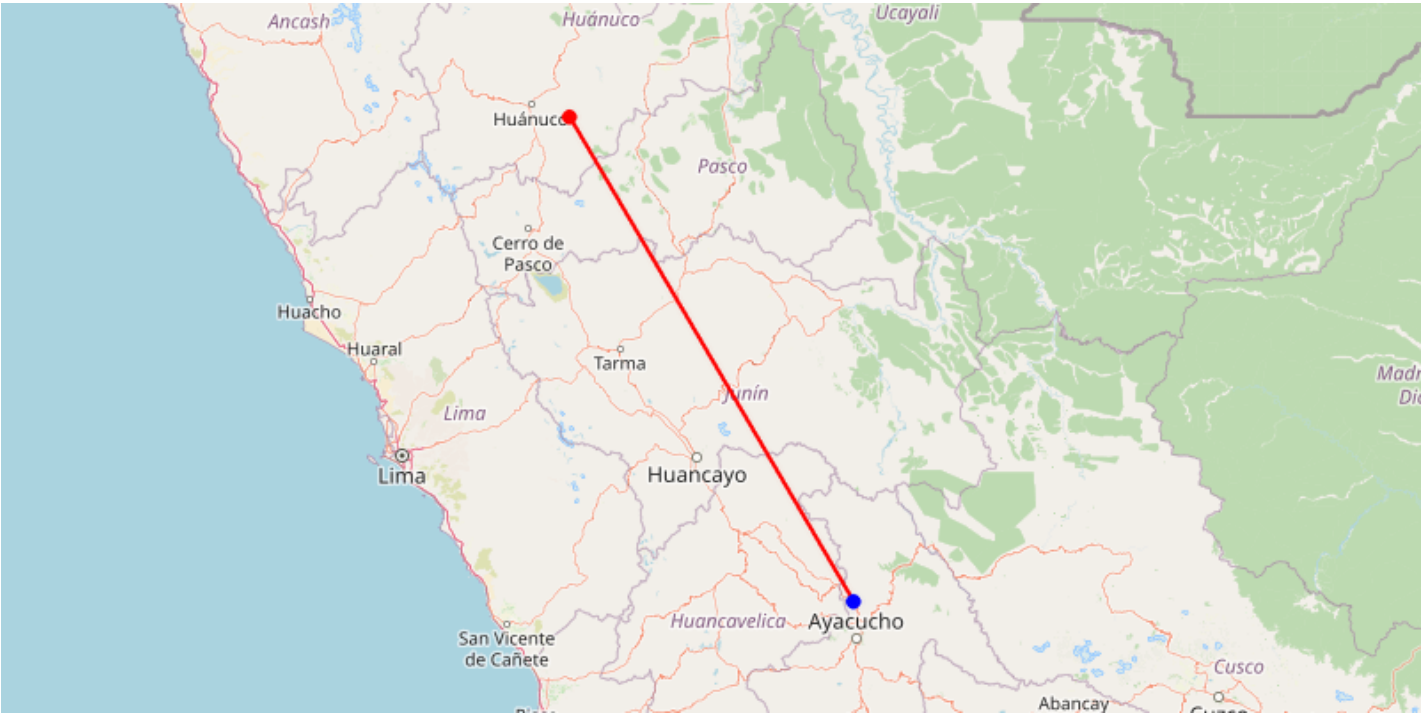 Ancash
Huánuco
Ucayali
Huánuco
Pasco
Cerro de
Pasco
Huacho
Huaral
Tarma
Junín
Lima
Madr
Lima
Huancayo
Huancavelica
Ayacucho
San Vicente
de Cañete
Cusco
Abancay